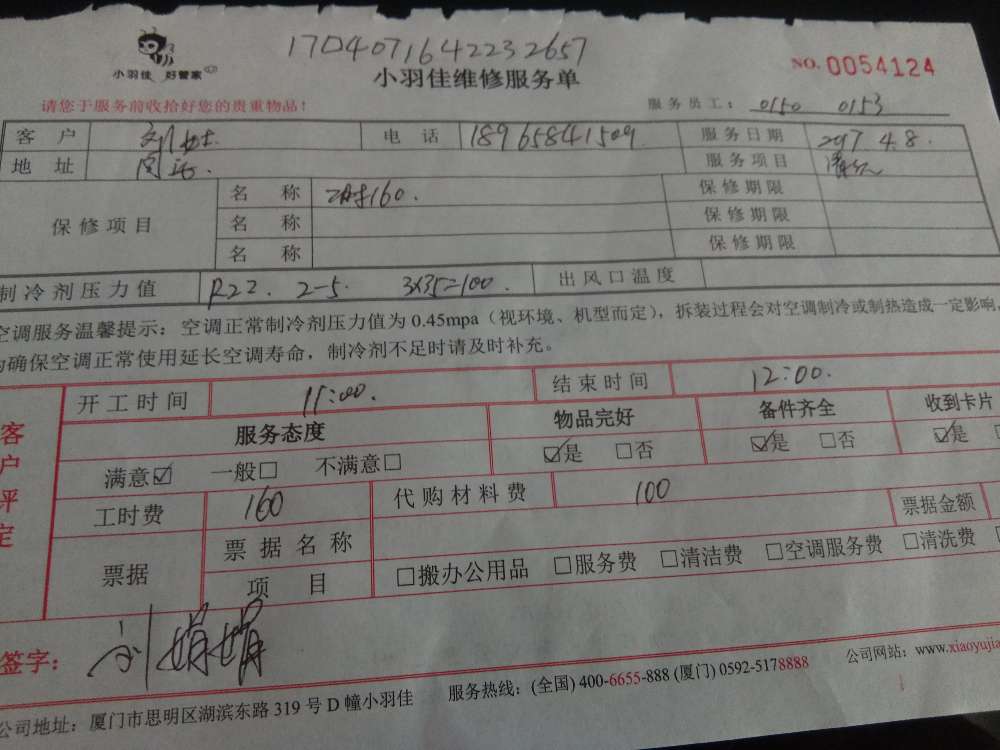 17040716422232657
小羽佳 好管家
小羽佳维修服务单
NO. 0054124
请您于服务前收拾好您的贵重物品！
服务员工： 0150 0153
客户 刘 电话 18965841509 服务日期 2017 4.8.
地址 服务项目
保修项目 名称 160. 保修期限
名称 保修期限
名称 保修期限
制冷剂压力值 R22. 2-5. 3×35=100. 出风口温度
空调服务温馨提示：空调正常制冷剂压力值为 0.45mpa（视环境、机型而定），拆装过程会对空调制冷或制热造成一定影响
为确保空调正常使用延长空调寿命，制冷剂不足时请及时补充。
客户评定
开工时间 11:00. 结束时间 12:00.
服务态度 物品完好 备件齐全 收到卡片
满意☑ 一般☐ 不满意☐ ☑是 ☐否 ☑是 ☐否 ☑是
工时费 160 代购材料费 100 票据金额
票据 票据名称
项目 ☐搬办公用品 ☐服务费 ☐清洁费 ☐空调服务费 ☐清洗费
签字： 刘娟娟
公司地址：厦门市思明区湖滨东路 319 号 D 幢小羽佳 服务热线：(全国) 400-6655-888 (厦门) 0592-5178888 公司网站：www.xiaoyujia